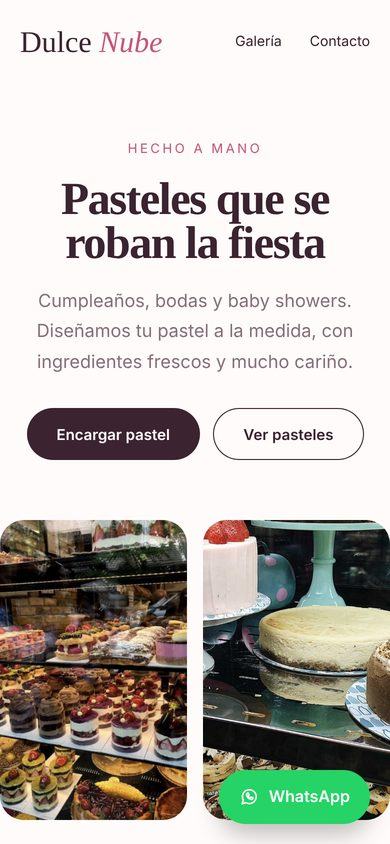 Dulce Nube
Galería
Contacto
HECHO A MANO
Pasteles que se
roban la fiesta
Cumpleaños, bodas y baby showers.
Diseñamos tu pastel a la medida, con
ingredientes frescos y mucho cariño.
Encargar pastel
Ver pasteles
WhatsApp